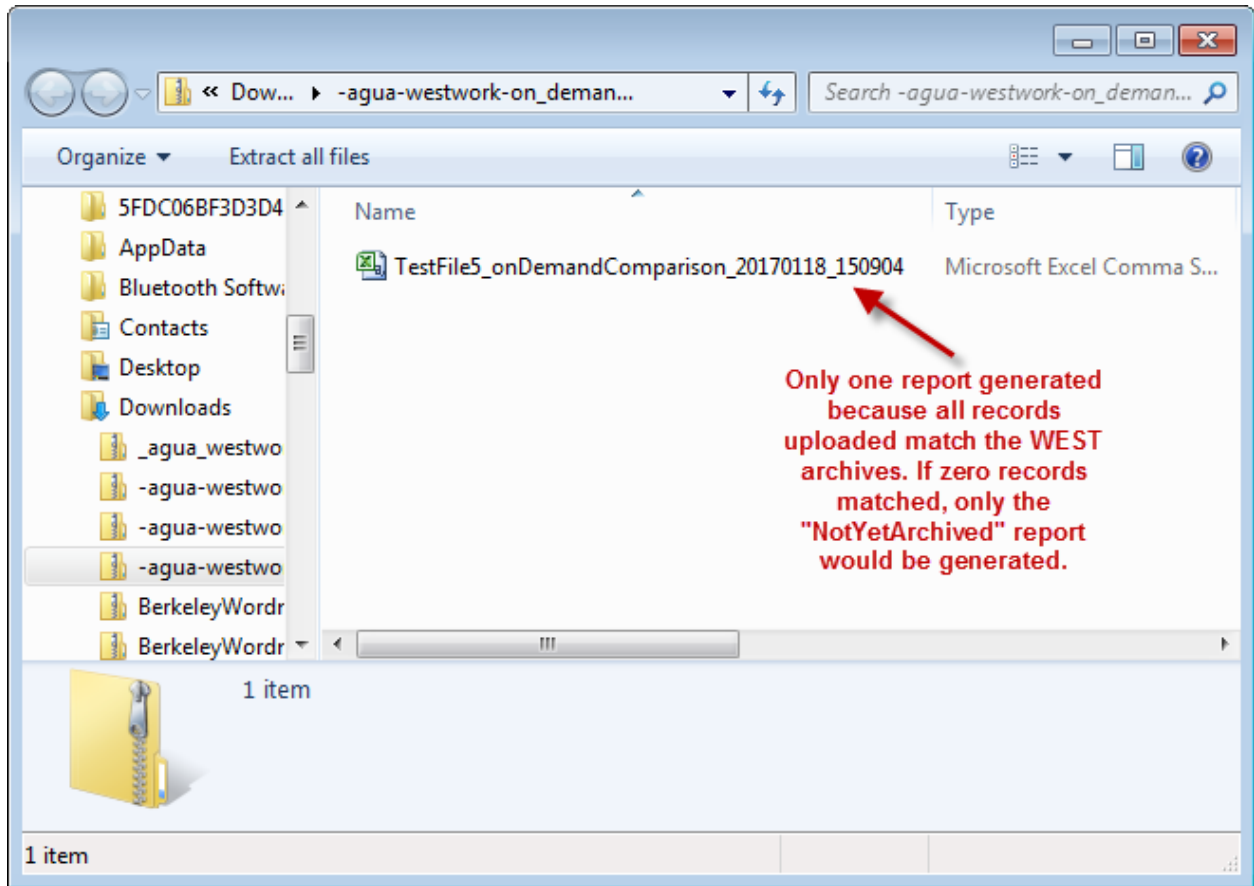 « Dow... ▸ -agua-westwork-on_deman...
Search -agua-westwork-on_deman...
Organize ▾ Extract all files
5FDC06BF3D3D4
AppData
Bluetooth Softw
Contacts
Desktop
Downloads
_agua_westwo
-agua-westwo
-agua-westwo
-agua-westwo
BerkeleyWordr
BerkeleyWordr
Name Type
TestFile5_onDemandComparison_20170118_150904 Microsoft Excel Comma S...
Only one report generated
because all records
uploaded match the WEST
archives. If zero records
matched, only the
"NotYetArchived" report
would be generated.
1 item
1 item